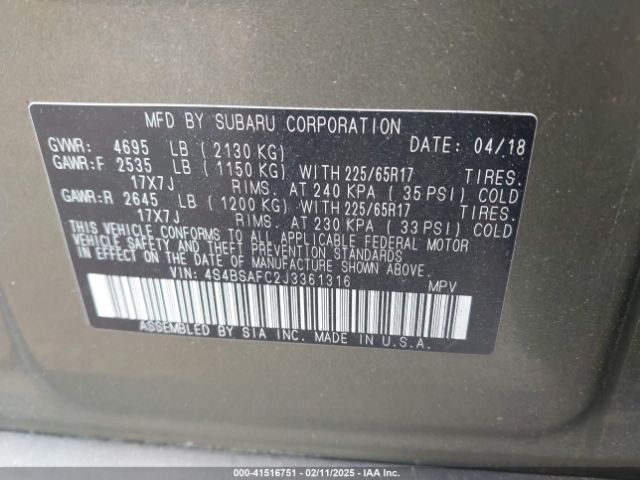 MFD BY SUBARU CORPORATION
GVWR: 4695 LB (2130 KG) DATE: 04/18
GAWR:F 2535 LB (1150 KG) WITH 225/65R17 TIRES.
17X7J RIMS. AT 240 KPA (35 PSI) COLD
GAWR:R 2645 LB (1200 KG) WITH 225/65R17 TIRES.
17X7J RIMS. AT 230 KPA (33 PSI) COLD
THIS VEHICLE CONFORMS TO ALL APPLICABLE FEDERAL MOTOR
VEHICLE SAFETY AND THEFT PREVENTION STANDARDS
IN EFFECT ON THE DATE OF MANUFACTURE SHOWN ABOVE.
VIN: 4S4BSAFC2J3361316 MPV
ASSEMBLED BY SIA INC. MADE IN U.S.A.
000-41516751 - 02/11/2025 - IAA Inc.